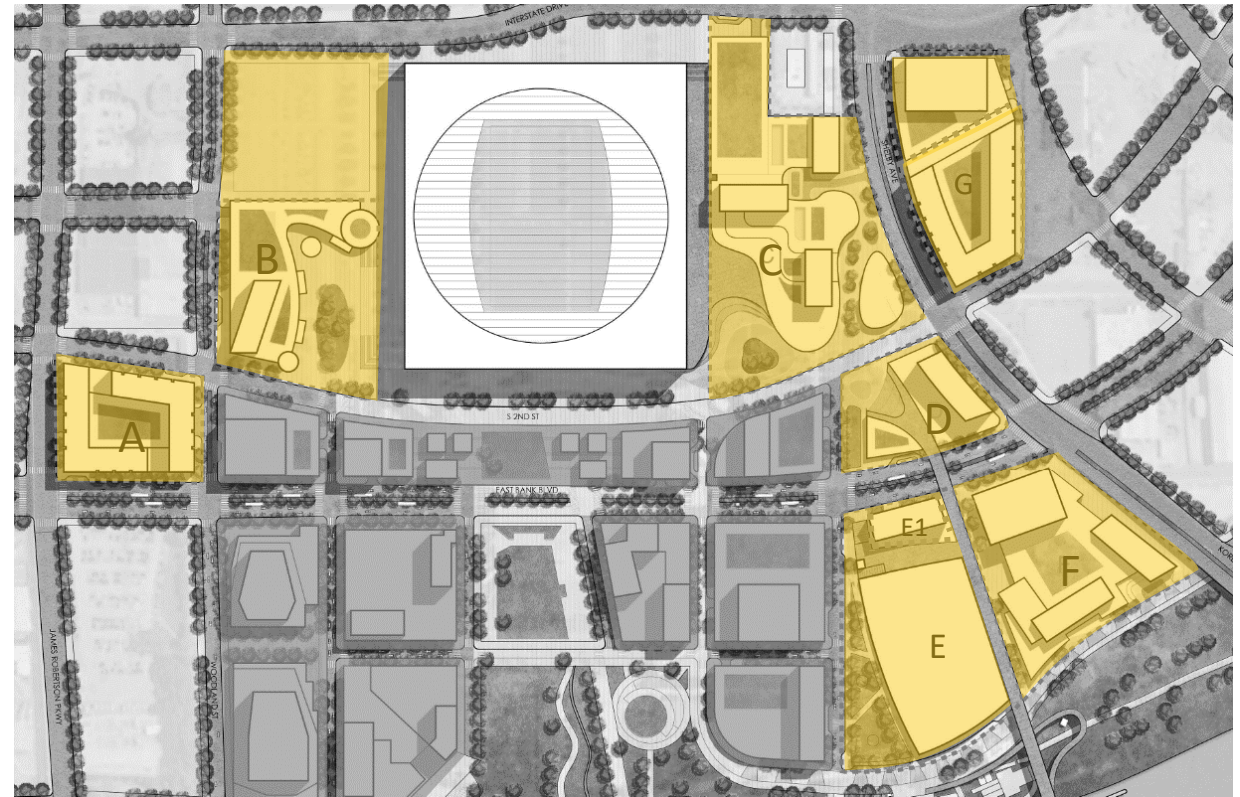 INTERSTATE DRIVE
SHELBY AVE
G
B
C
A
S 2ND ST
D
EAST BANK BLVD
E1
F
E
JAMES ROBERTSON PKWY
WOODLAND ST